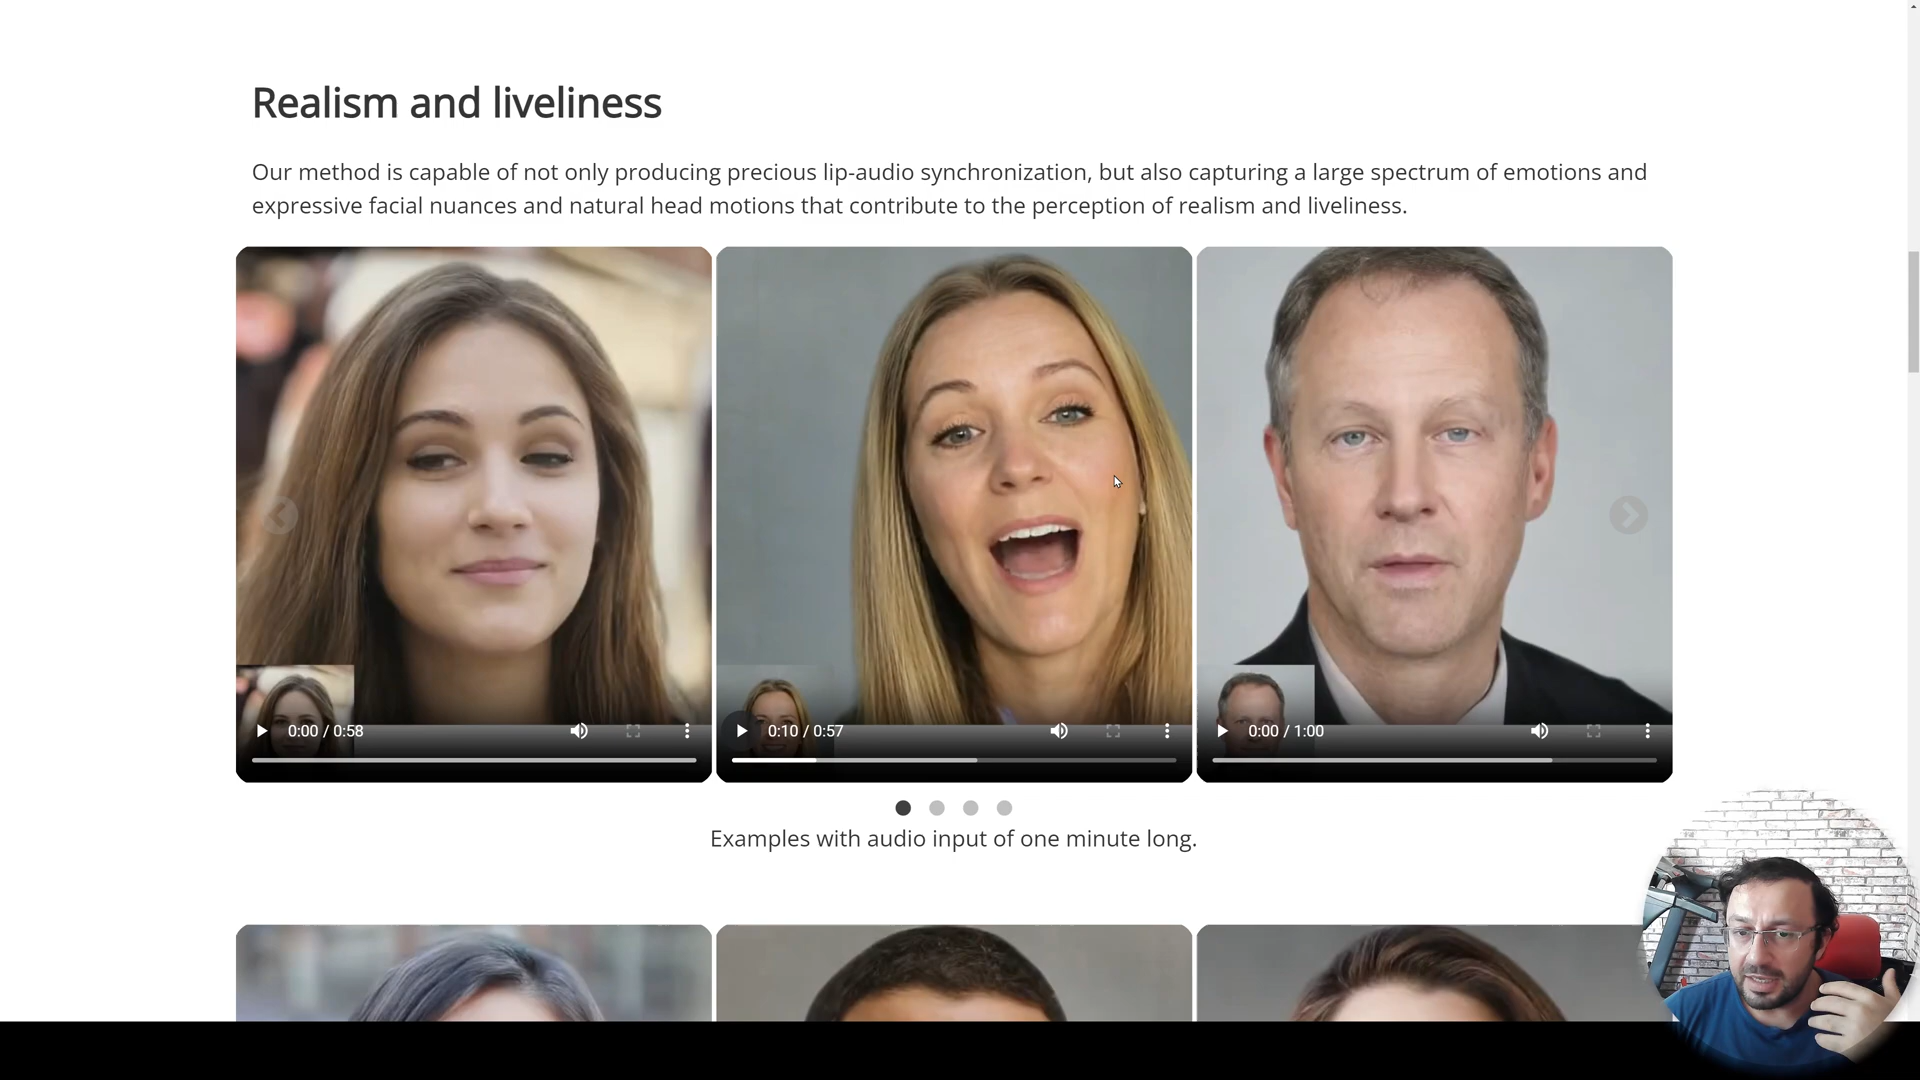 Realism and liveliness
Our method is capable of not only producing precious lip-audio synchronization, but also capturing a large spectrum of emotions and
expressive facial nuances and natural head motions that contribute to the perception of realism and liveliness.
0:00 / 0:58
0:10 / 0:57
0:00 / 1:00
Examples with audio input of one minute long.